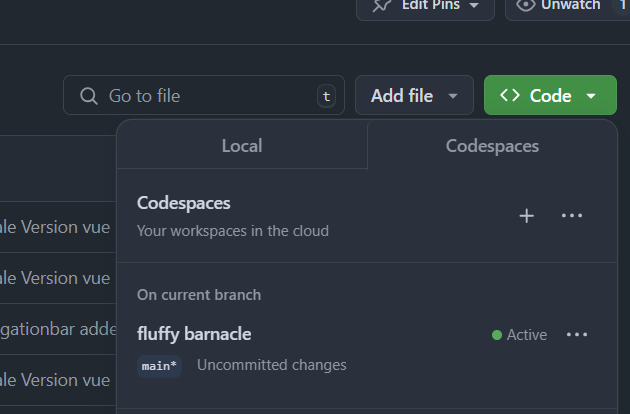 Edit Pins
Unwatch 1
Go to file t
Add file
<> Code
Local Codespaces
Codespaces
Your workspaces in the cloud
ale Version vue
ale Version vue
On current branch
gationbar adde
fluffy barnacle Active
main* Uncommitted changes
ale Version vue